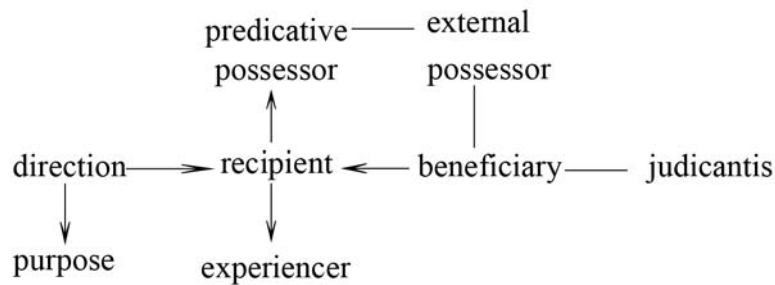 predicative external
possessor possessor
direction recipient beneficiary judicantis
purpose experiencer